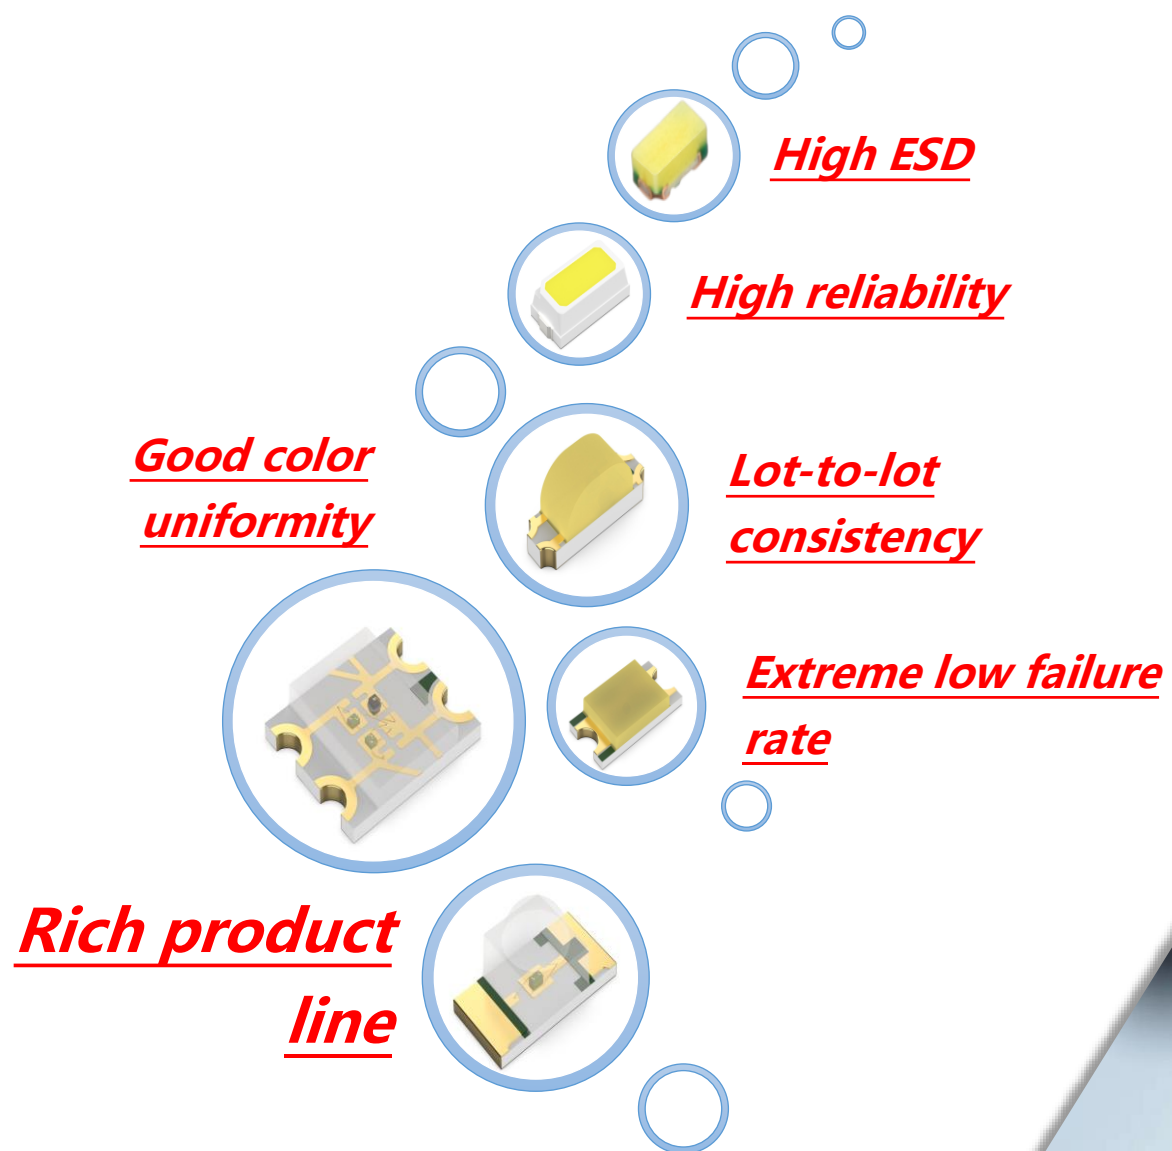 High ESD
High reliability
Good color
uniformity
Lot-to-lot
consistency
Extreme low failure
rate
Rich product
line